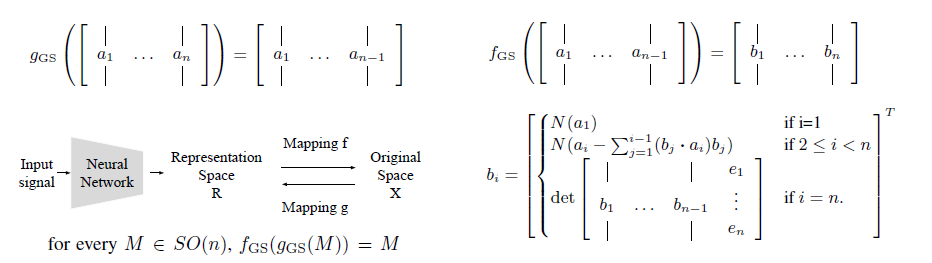 g_GS ([ a_1 … a_n ]) = [ a_1 … a_{n−1} ]
f_GS ([ a_1 … a_{n−1} ]) = [ b_1 … b_n ]
Input signal
Neural Network
Representation Space R
Mapping f
Mapping g
Original Space X
for every M ∈ SO(n), f_GS(g_GS(M)) = M
b_i = [ { N(a_1) if i=1
N(a_i − ∑_{j=1}^{i−1}(b_j · a_i)b_j) if 2 ≤ i < n
det [ b_1 … b_{n−1} e_1 ⋮ e_n ] if i = n. ]^T